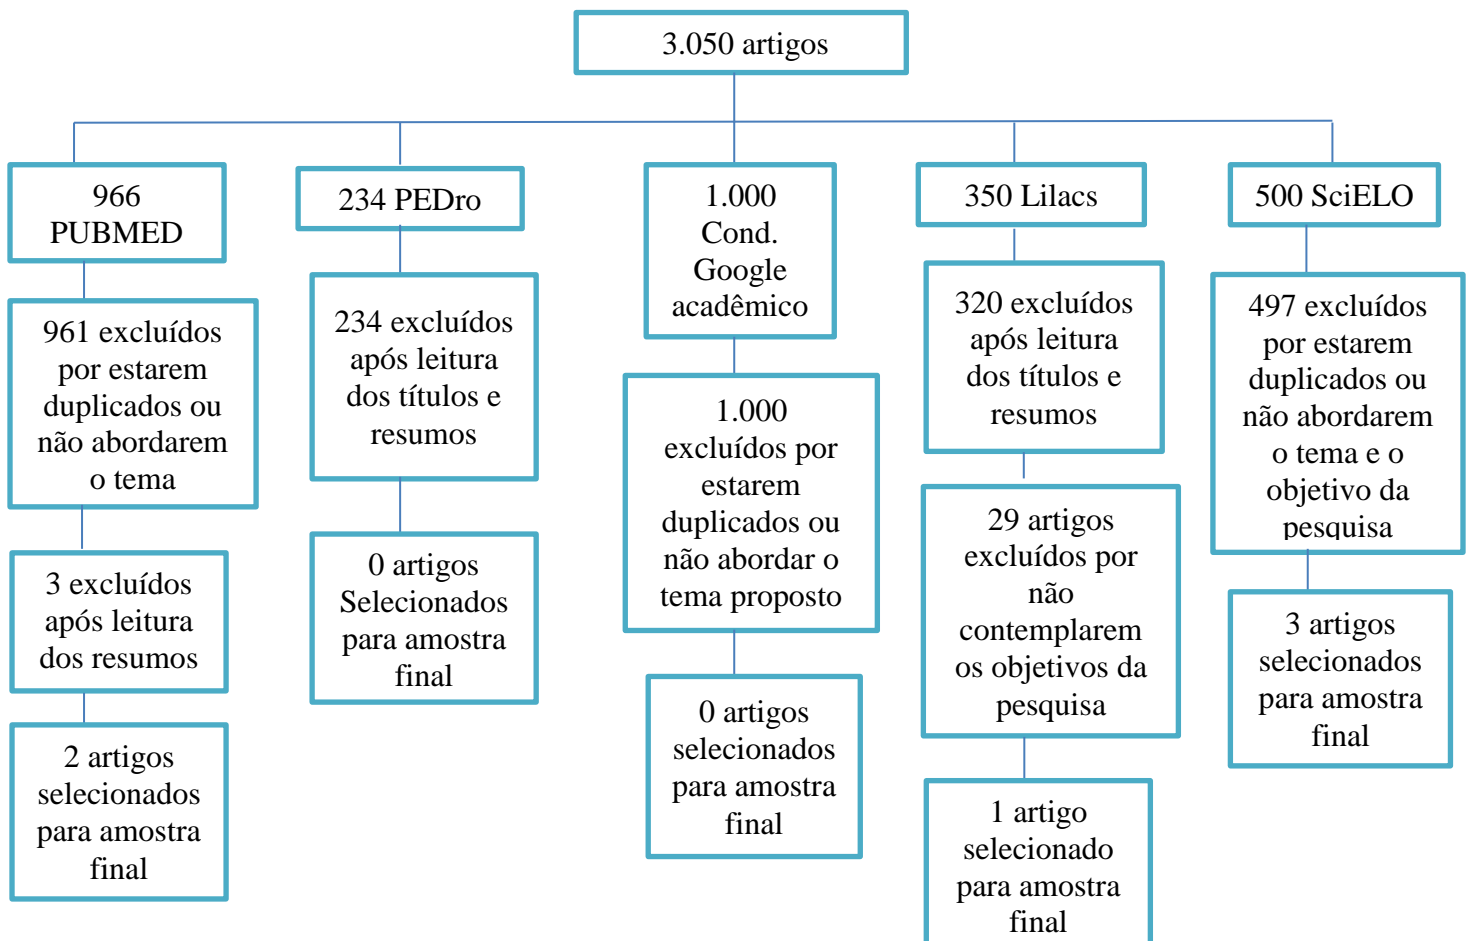 3.050 artigos
966
PUBMED
234 PEDro
1.000
Cond.
Google
acadêmico
350 Lilacs
500 SciELO
961 excluídos
por estarem
duplicados ou
não abordarem
o tema
234 excluídos
após leitura
dos títulos e
resumos
1.000
excluídos por
estarem
duplicados ou
não abordar o
tema proposto
320 excluídos
após leitura
dos títulos e
resumos
497 excluídos
por estarem
duplicados ou
não abordarem
o tema e o
objetivo da
pesquisa
3 excluídos
após leitura
dos resumos
0 artigos
Selecionados
para amostra
final
29 artigos
excluídos por
não
contemplarem
os objetivos da
pesquisa
3 artigos
selecionados
para amostra
final
2 artigos
selecionados
para amostra
final
0 artigos
selecionados
para amostra
final
1 artigo
selecionado
para amostra
final